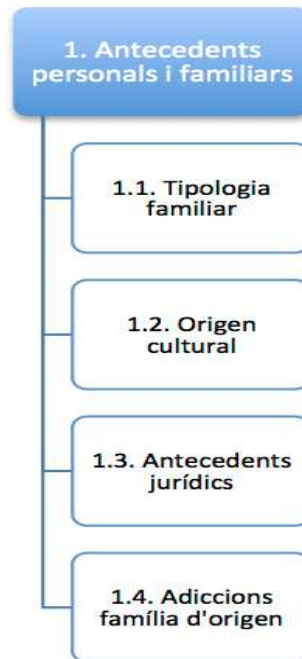 1. Antecedents
personals i familiars
1.1. Tipologia
familiar
1.2. Origen
cultural
1.3. Antecedents
jurídics
1.4. Adiccions
família d'origen